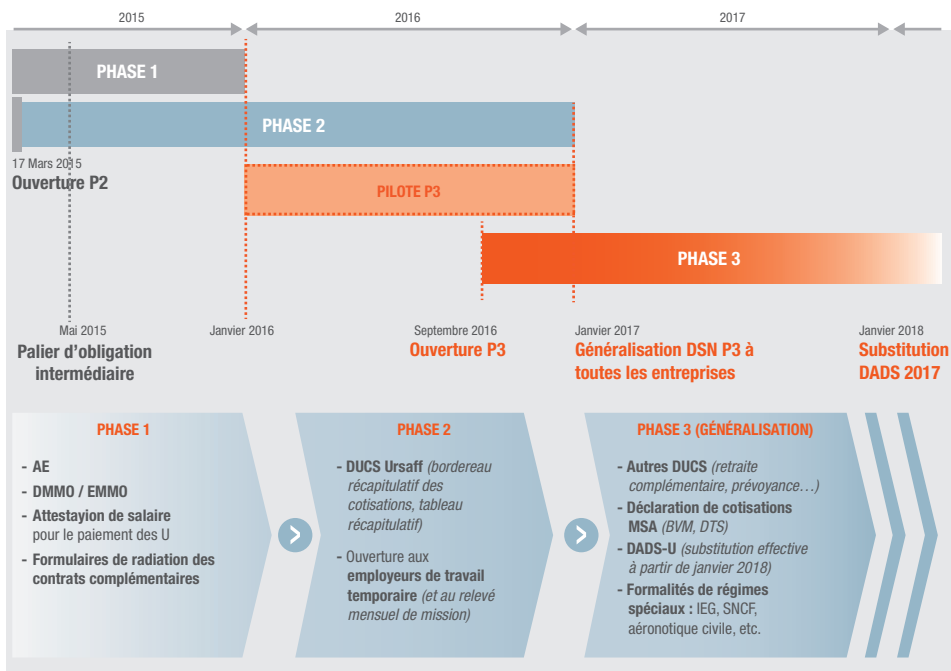 2015
2016
2017
PHASE 1
PHASE 2
17 Mars 2015
Ouverture P2
PILOTE P3
PHASE 3
Mai 2015
Palier d'obligation
intermédiaire
Janvier 2016
Septembre 2016
Ouverture P3
Janvier 2017
Généralisation DSN P3 à
toutes les entreprises
Janvier 2018
Substitution
DADS 2017
PHASE 1
- AE
- DMMO / EMMO
- Attestayion de salaire
pour le paiement des U
- Formulaires de radiation des
contrats complémentaires
PHASE 2
- DUCS Ursaff (bordereau
récapitulatif des
cotisations, tableau
récapitulatif)
- Ouverture aux
employeurs de travail
temporaire (et au relevé
mensuel de mission)
PHASE 3 (GÉNÉRALISATION)
- Autres DUCS (retraite
complémentaire, prévoyance…)
- Déclaration de cotisations
MSA (BVM, DTS)
- DADS-U (substitution effective
à partir de janvier 2018)
- Formalités de régimes
spéciaux : IEG, SNCF,
aéronotique civile, etc.